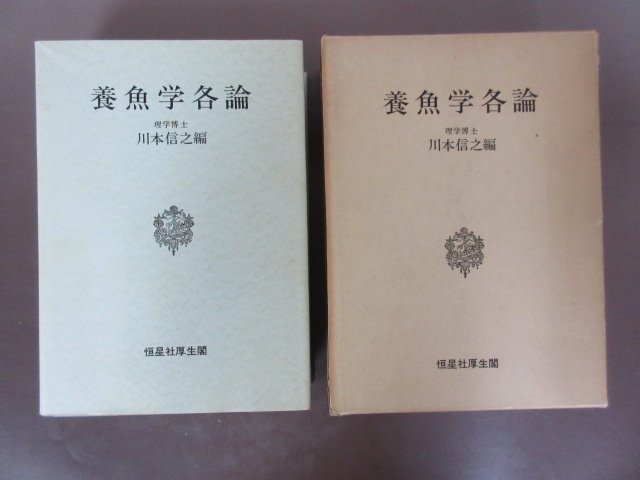 養魚学各論
理学博士
川本信之編
恒星社厚生閣
養魚学各論
理学博士
川本信之編
恒星社厚生閣